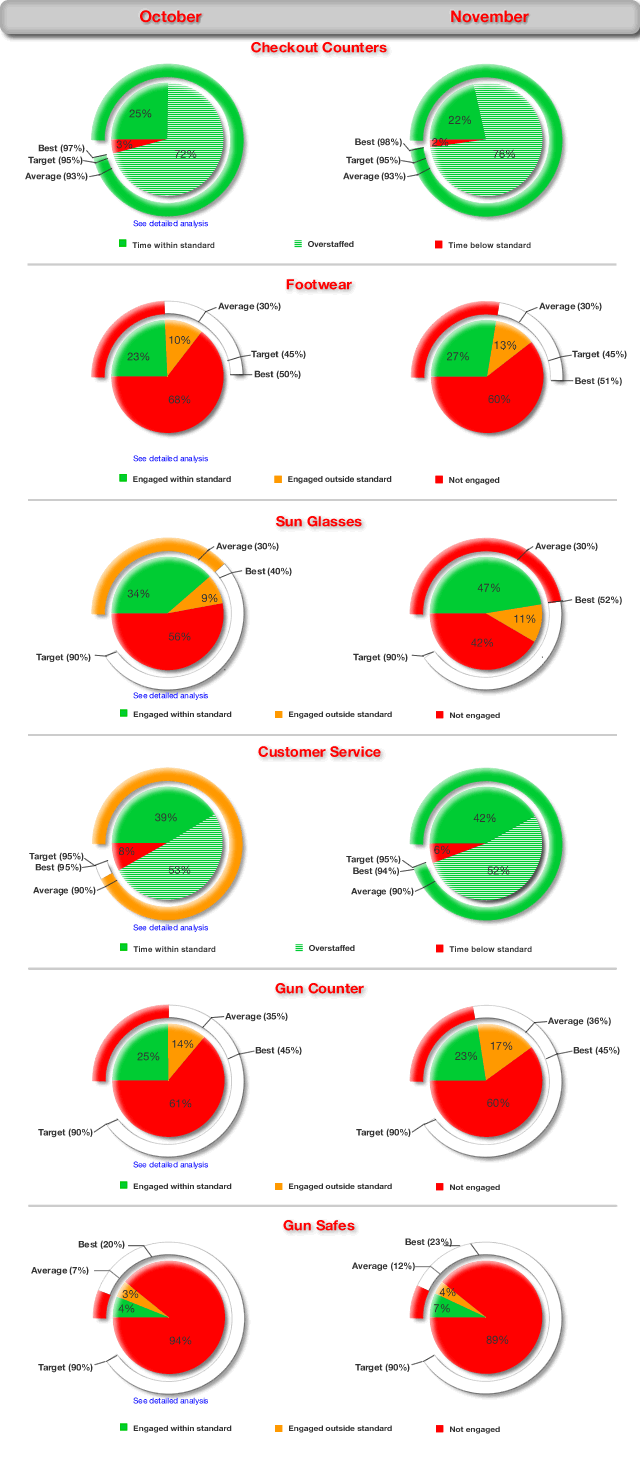 October November
Checkout Counters
25%
3%
72%
Best (97%)
Target (95%)
Average (93%)
22%
2%
76%
Best (98%)
Target (95%)
Average (93%)
See detailed analysis
Time within standard Overstaffed Time below standard
Footwear
Average (30%)
10%
23%
Target (45%)
Best (50%)
68%
Average (30%)
13%
27%
Target (45%)
Best (51%)
60%
See detailed analysis
Engaged within standard Engaged outside standard Not engaged
Sun Glasses
Average (30%)
Best (40%)
34%
9%
56%
Target (90%)
Average (30%)
47%
Best (52%)
11%
42%
Target (90%)
See detailed analysis
Engaged within standard Engaged outside standard Not engaged
Customer Service
39%
8%
Target (95%)
Best (95%)
53%
Average (90%)
42%
6%
Target (95%)
Best (94%)
52%
Average (90%)
See detailed analysis
Time within standard Overstaffed Time below standard
Gun Counter
Average (35%)
14%
Best (45%)
25%
61%
Target (90%)
Average (36%)
17%
Best (45%)
23%
60%
Target (90%)
See detailed analysis
Engaged within standard Engaged outside standard Not engaged
Gun Safes
Best (20%)
Average (7%)
3%
4%
94%
Target (90%)
Best (23%)
Average (12%)
4%
7%
89%
Target (90%)
See detailed analysis
Engaged within standard Engaged outside standard Not engaged